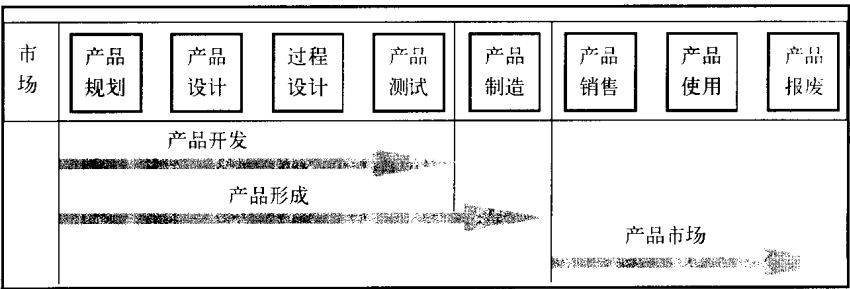 市场
产品规划
产品设计
过程设计
产品测试
产品制造
产品销售
产品使用
产品报废
产品开发
产品形成
产品市场